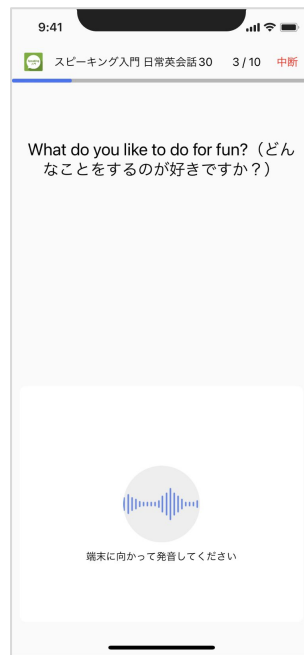 9:41
スピーキング入門 日常英会話30 3 / 10 中断
What do you like to do for fun?（どん
なことをするのが好きですか？）
端末に向かって発音してください